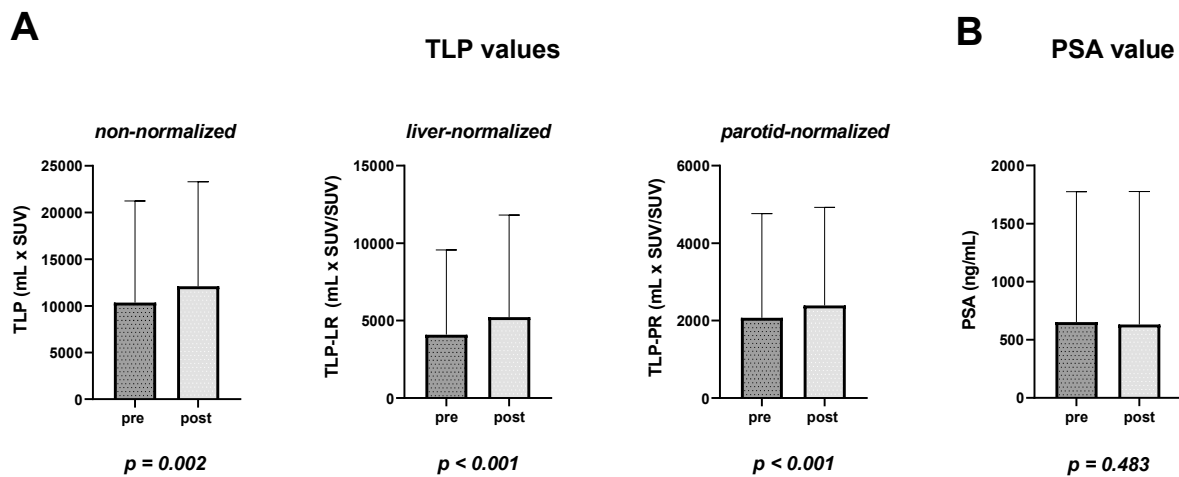 A
TLP values
B
PSA value
non-normalized
liver-normalized
parotid-normalized
TLP (mL x SUV)
25000
20000
15000
10000
5000
0
pre
post
p = 0.002
TLP-LR (mL x SUV/SUV)
15000
10000
5000
0
pre
post
p < 0.001
TLP-PR (mL x SUV/SUV)
6000
4000
2000
0
pre
post
p < 0.001
PSA (ng/mL)
2000
1500
1000
500
0
pre
post
p = 0.483